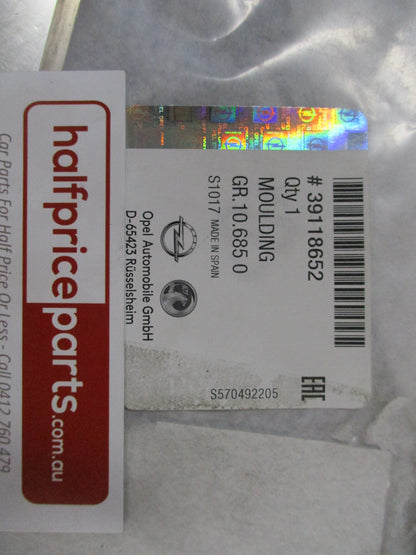 halfpriceparts.com.au
Car Parts For Half Price Or Less - Call 0412 760 479
# 39118652
Qty 1
MOULDING
GR.10.685 0
S1017 MADE IN SPAIN
Opel Automobile GmbH
D-65423 Rüsselsheim
EAC
S570492205